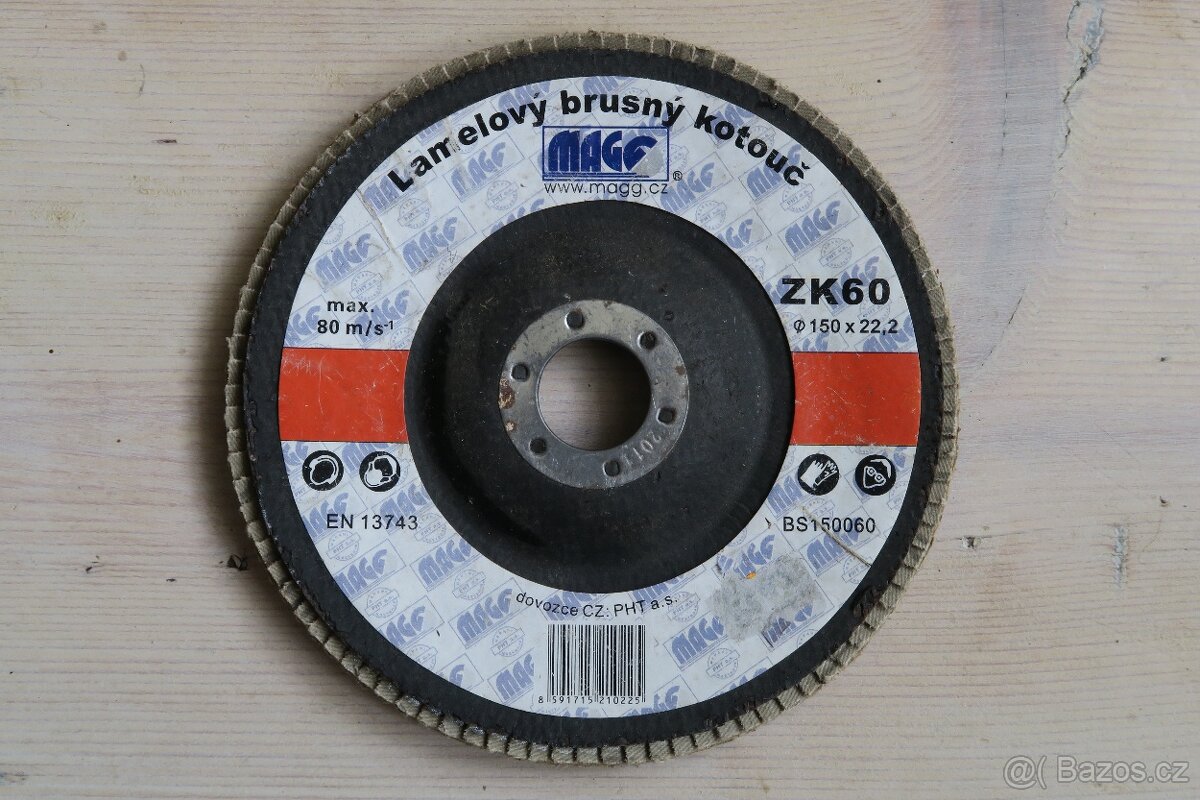 Lamelový brusný kotouč
MAGG
®
www.magg.cz
max.
80 m/s-¹
ZK60
ϕ 150 x 22,2
EN 13743
BS150060
dovozce CZ: PHT a.s.
8 591715 210225
@( Bazos.cz